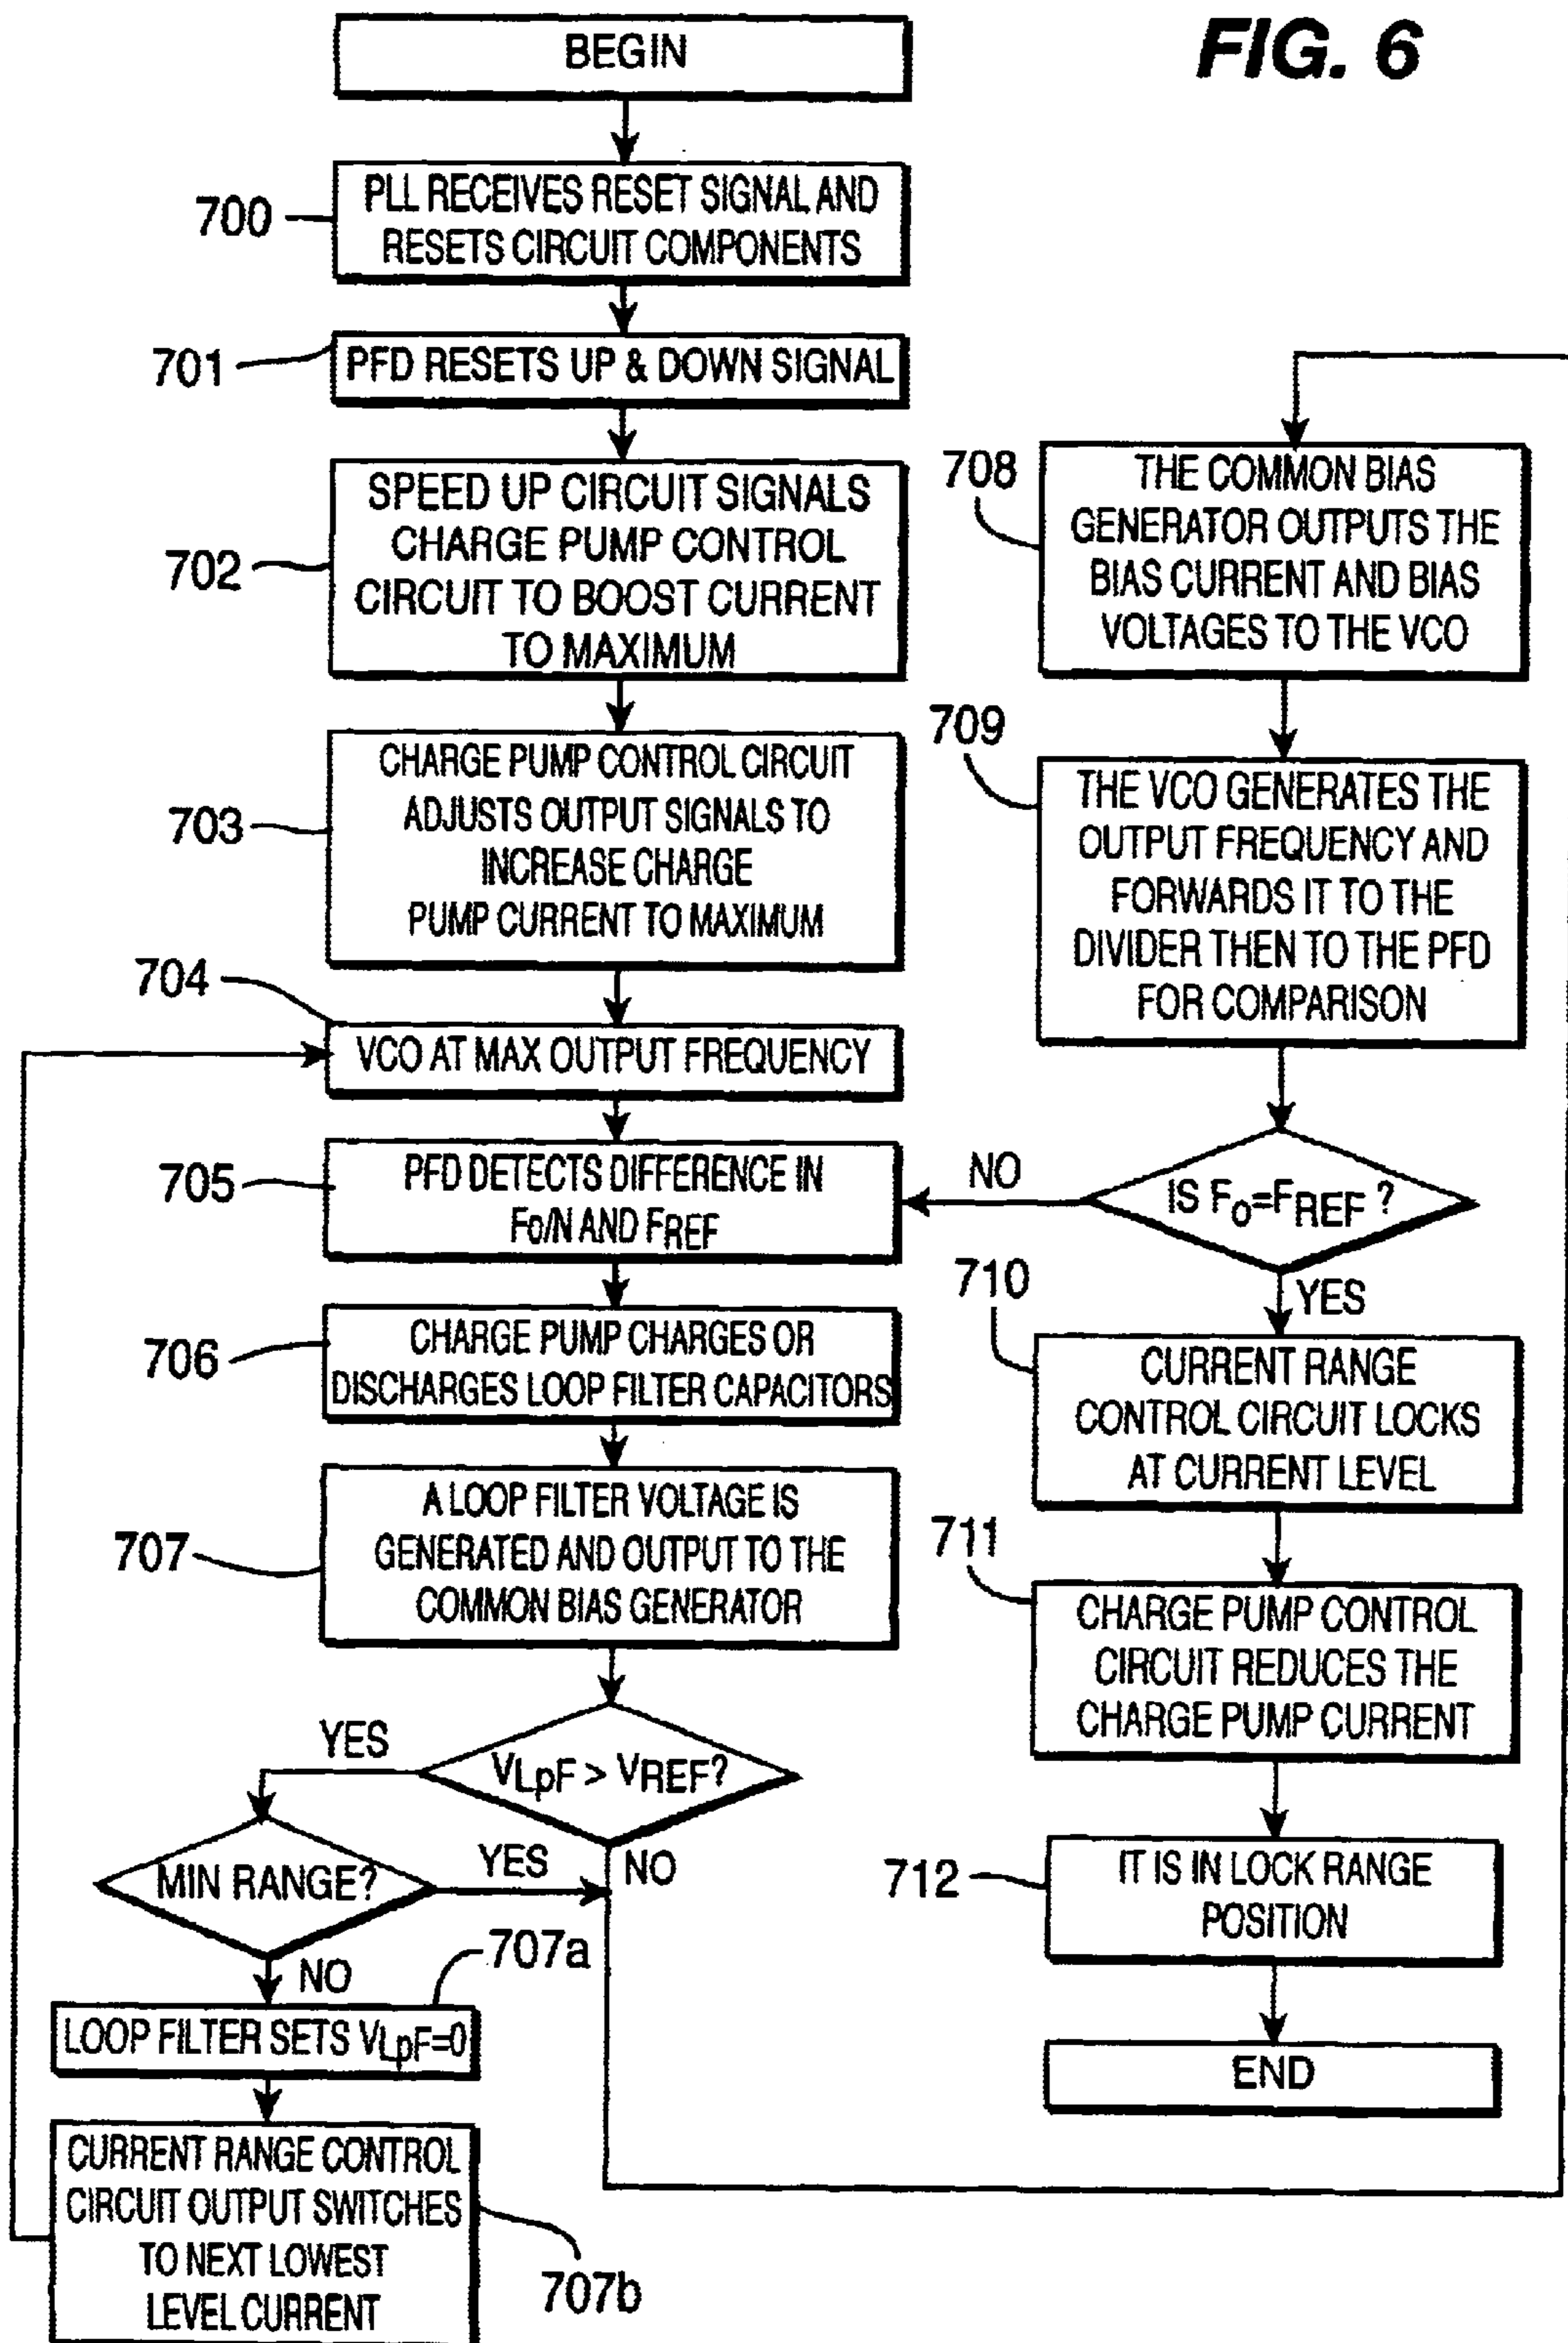 FIG. 6
BEGIN
700
PLL RECEIVES RESET SIGNAL AND
RESETS CIRCUIT COMPONENTS
701
PFD RESETS UP & DOWN SIGNAL
702
SPEED UP CIRCUIT SIGNALS
CHARGE PUMP CONTROL
CIRCUIT TO BOOST CURRENT
TO MAXIMUM
703
CHARGE PUMP CONTROL CIRCUIT
ADJUSTS OUTPUT SIGNALS TO
INCREASE CHARGE
PUMP CURRENT TO MAXIMUM
704
VCO AT MAX OUTPUT FREQUENCY
705
PFD DETECTS DIFFERENCE IN
FO/N AND FREF
706
CHARGE PUMP CHARGES OR
DISCHARGES LOOP FILTER CAPACITORS
707
A LOOP FILTER VOLTAGE IS
GENERATED AND OUTPUT TO THE
COMMON BIAS GENERATOR
VLpF > VREF?
YES
NO
MIN RANGE?
YES
NO
707a
LOOP FILTER SETS VLpF=0
CURRENT RANGE CONTROL
CIRCUIT OUTPUT SWITCHES
TO NEXT LOWEST
LEVEL CURRENT
707b
708
THE COMMON BIAS
GENERATOR OUTPUTS THE
BIAS CURRENT AND BIAS
VOLTAGES TO THE VCO
709
THE VCO GENERATES THE
OUTPUT FREQUENCY AND
FORWARDS IT TO THE
DIVIDER THEN TO THE PFD
FOR COMPARISON
IS Fo=FREF ?
NO
YES
710
CURRENT RANGE
CONTROL CIRCUIT LOCKS
AT CURRENT LEVEL
711
CHARGE PUMP CONTROL
CIRCUIT REDUCES THE
CHARGE PUMP CURRENT
712
IT IS IN LOCK RANGE
POSITION
END